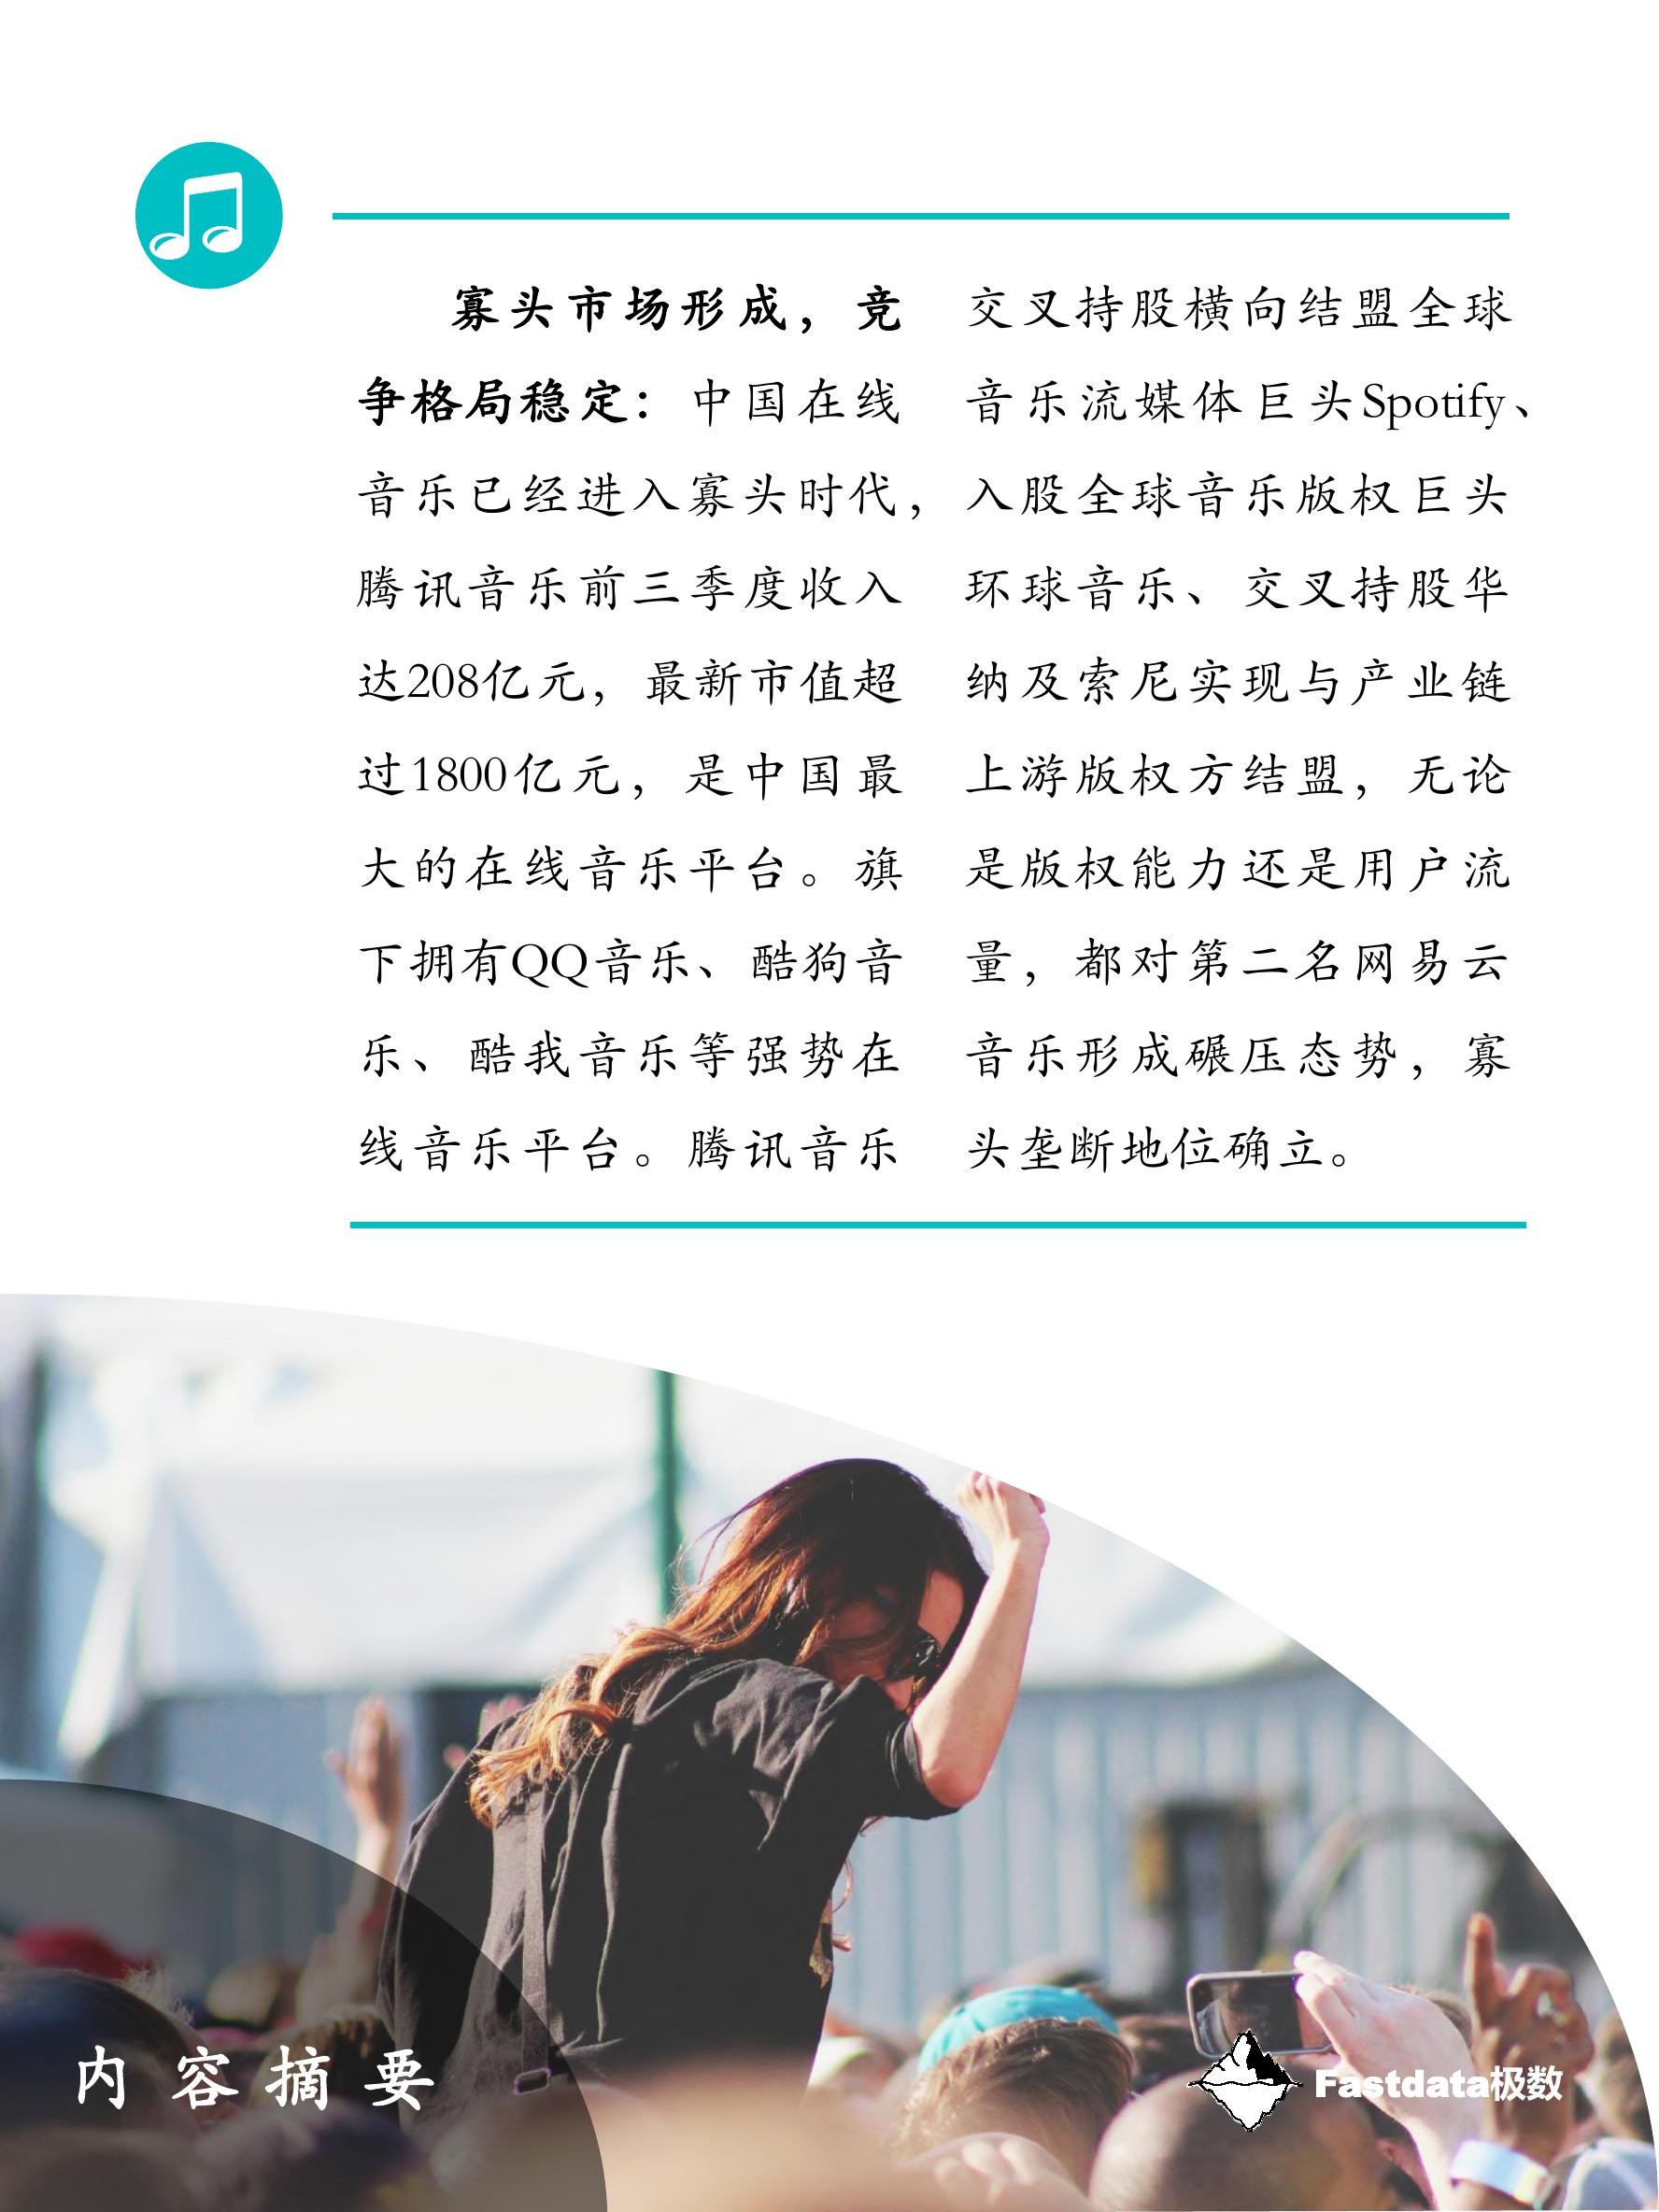 寡头市场形成，竞
争格局稳定：中国在线
音乐已经进入寡头时代，
腾讯音乐前三季度收入
达208亿元，最新市值超
过1800亿元，是中国最
大的在线音乐平台。旗
下拥有QQ音乐、酷狗音
乐、酷我音乐等强势在
线音乐平台。腾讯音乐
交叉持股横向结盟全球
音乐流媒体巨头Spotify、
入股全球音乐版权巨头
环球音乐、交叉持股华
纳及索尼实现与产业链
上游版权方结盟，无论
是版权能力还是用户流
量，都对第二名网易云
音乐形成碾压态势，寡
头垄断地位确立。
内容摘要
Fastdata极数